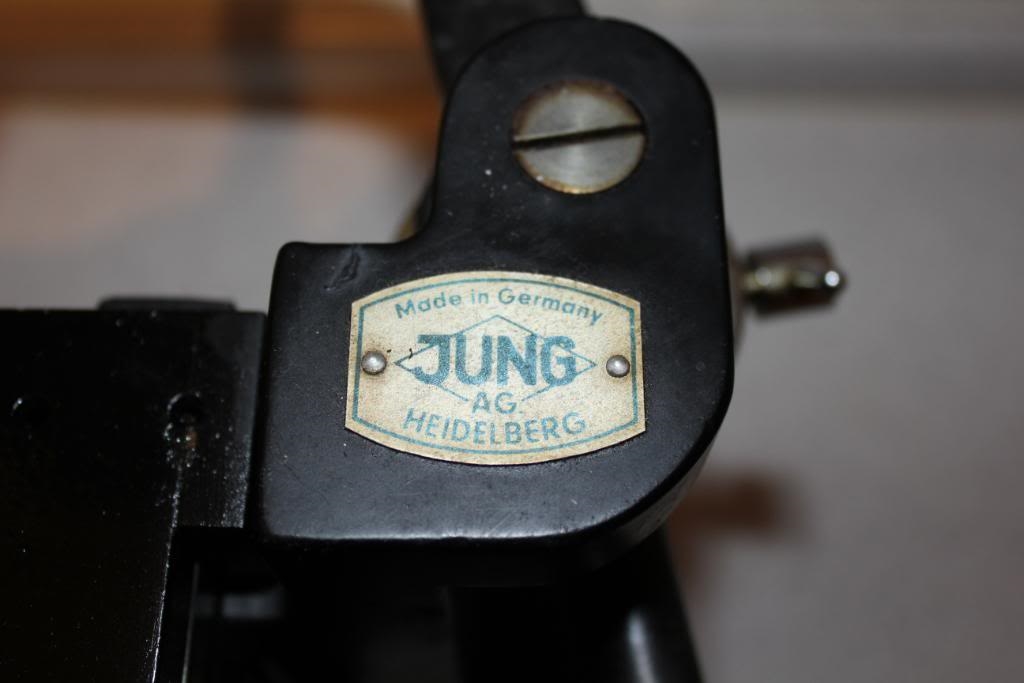 Made in Germany
JUNG
AG.
HEIDELBERG